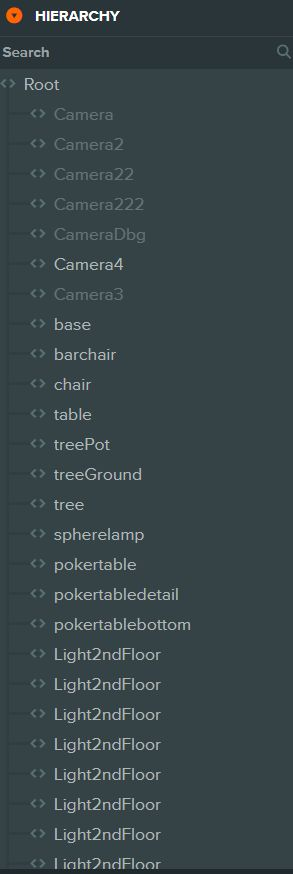 HIERARCHY
Search
Root
Camera
Camera2
Camera22
Camera222
CameraDbg
Camera4
Camera3
base
barchair
chair
table
treePot
treeGround
tree
spherelamp
pokertable
pokertabledetail
pokertablebottom
Light2ndFloor
Light2ndFloor
Light2ndFloor
Light2ndFloor
Light2ndFloor
Light2ndFloor
Light2ndFloor
Light2ndFloor